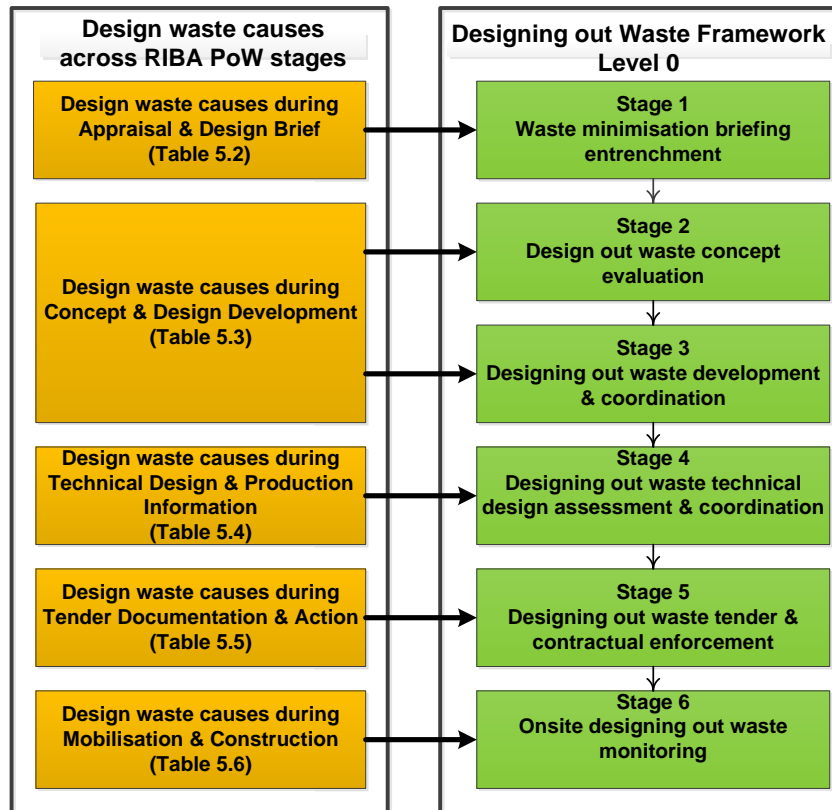 Design waste causes
across RIBA PoW stages
Design waste causes during
Appraisal & Design Brief
(Table 5.2)
Design waste causes during
Concept & Design Development
(Table 5.3)
Design waste causes during
Technical Design & Production
Information
(Table 5.4)
Design waste causes during
Tender Documentation & Action
(Table 5.5)
Design waste causes during
Mobilisation & Construction
(Table 5.6)
Designing out Waste Framework
Level 0
Stage 1
Waste minimisation briefing
entrenchment
Stage 2
Design out waste concept
evaluation
Stage 3
Designing out waste development
& coordination
Stage 4
Designing out waste technical
design assessment & coordination
Stage 5
Designing out waste tender &
contractual enforcement
Stage 6
Onsite designing out waste
monitoring